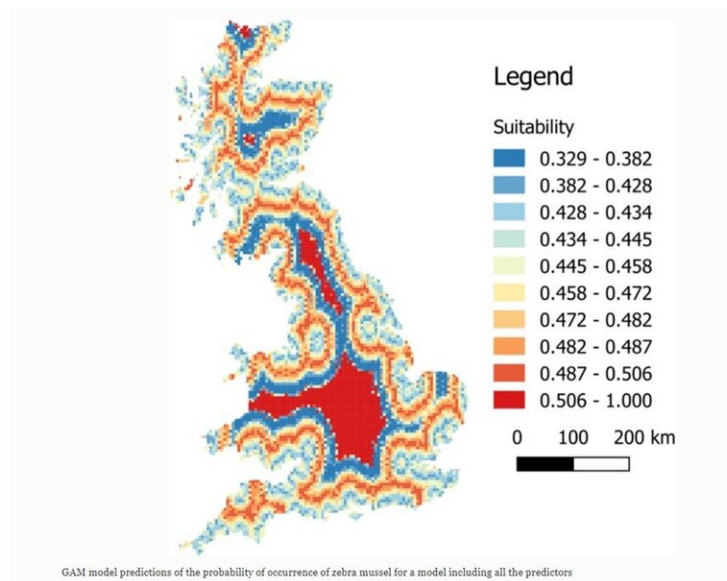 Legend
Suitability
0.329 - 0.382
0.382 - 0.428
0.428 - 0.434
0.434 - 0.445
0.445 - 0.458
0.458 - 0.472
0.472 - 0.482
0.482 - 0.487
0.487 - 0.506
0.506 - 1.000
0 100 200 km
GAM model predictions of the probability of occurrence of zebra mussel for a model including all the predictors